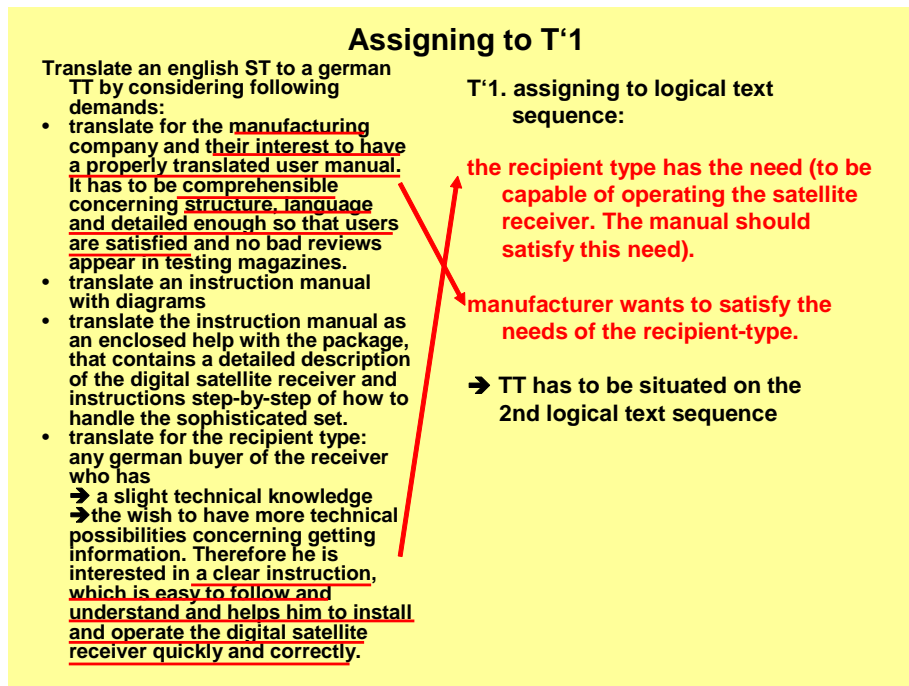 Assigning to T‘1
Translate an english ST to a german
TT by considering following
demands:
• translate for the manufacturing
company and their interest to have
a properly translated user manual.
It has to be comprehensible
concerning structure, language
and detailed enough so that users
are satisfied and no bad reviews
appear in testing magazines.
• translate an instruction manual
with diagrams
• translate the instruction manual as
an enclosed help with the package,
that contains a detailed description
of the digital satellite receiver and
instructions step-by-step of how to
handle the sophisticated set.
• translate for the recipient type:
any german buyer of the receiver
who has
➔ a slight technical knowledge
➔the wish to have more technical
possibilities concerning getting
information. Therefore he is
interested in a clear instruction,
which is easy to follow and
understand and helps him to install
and operate the digital satellite
receiver quickly and correctly.
T‘1. assigning to logical text
sequence:
the recipient type has the need (to be
capable of operating the satellite
receiver. The manual should
satisfy this need).
manufacturer wants to satisfy the
needs of the recipient-type.
➔ TT has to be situated on the
2nd logical text sequence